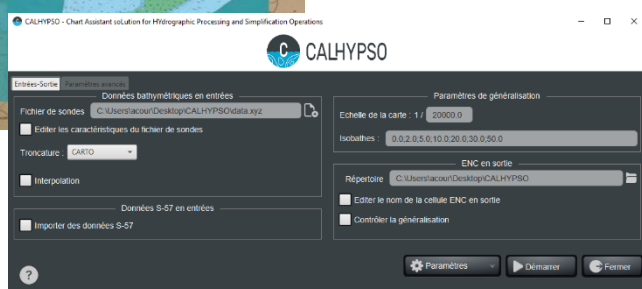 CALHYPSO - Chart Assistant soLution for HYdrographic Processing and Simplification Operations
C CALHYPSO
Entrées-Sortie Paramètres avancés
Données bathymétriques en entrées
Fichier de sondes C:\Users\acour\Desktop\CALHYPSO\data.xyz
Editer les caractéristiques du fichier de sondes
Troncature : CARTO
Interpolation
Données S-57 en entrées
Importer des données S-57
Paramètres de généralisation
Echelle de la carte : 1 / 20000.0
Isobathes : 0.0;2.0;5.0;10.0;20.0;30.0;50.0
ENC en sortie
Répertoire C:\Users\acour\Desktop\CALHYPSO
Editer le nom de la cellule ENC en sortie
Contrôler la généralisation
? Paramètres Démarrer Fermer